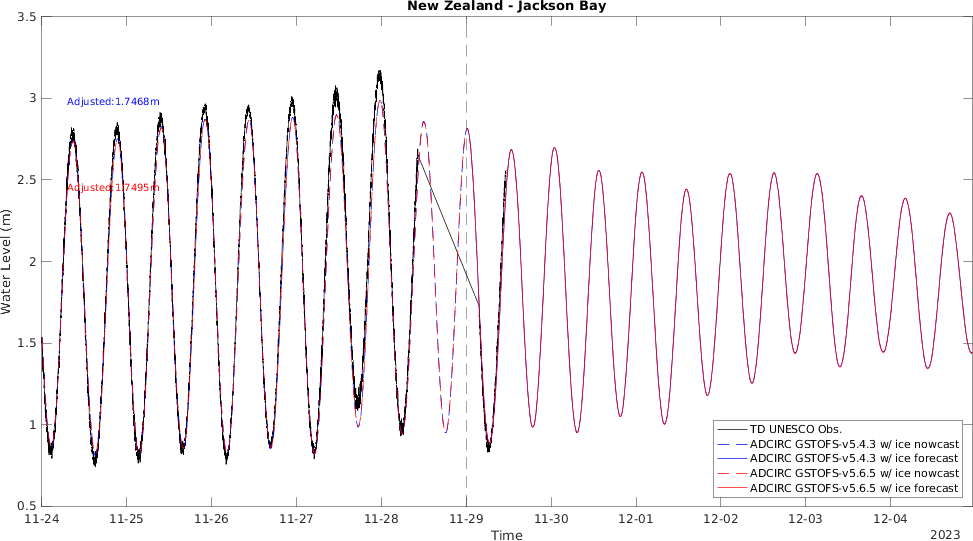 New Zealand - Jackson Bay
Water Level (m)
3.5
3
2.5
2
1.5
1
0.5
Adjusted:1.7468m
Adjusted:1.7495m
TD UNESCO Obs.
ADCIRC GSTOFS-v5.4.3 w/ ice nowcast
ADCIRC GSTOFS-v5.4.3 w/ ice forecast
ADCIRC GSTOFS-v5.6.5 w/ ice nowcast
ADCIRC GSTOFS-v5.6.5 w/ ice forecast
11-24 11-25 11-26 11-27 11-28 11-29 11-30 12-01 12-02 12-03 12-04
Time
2023